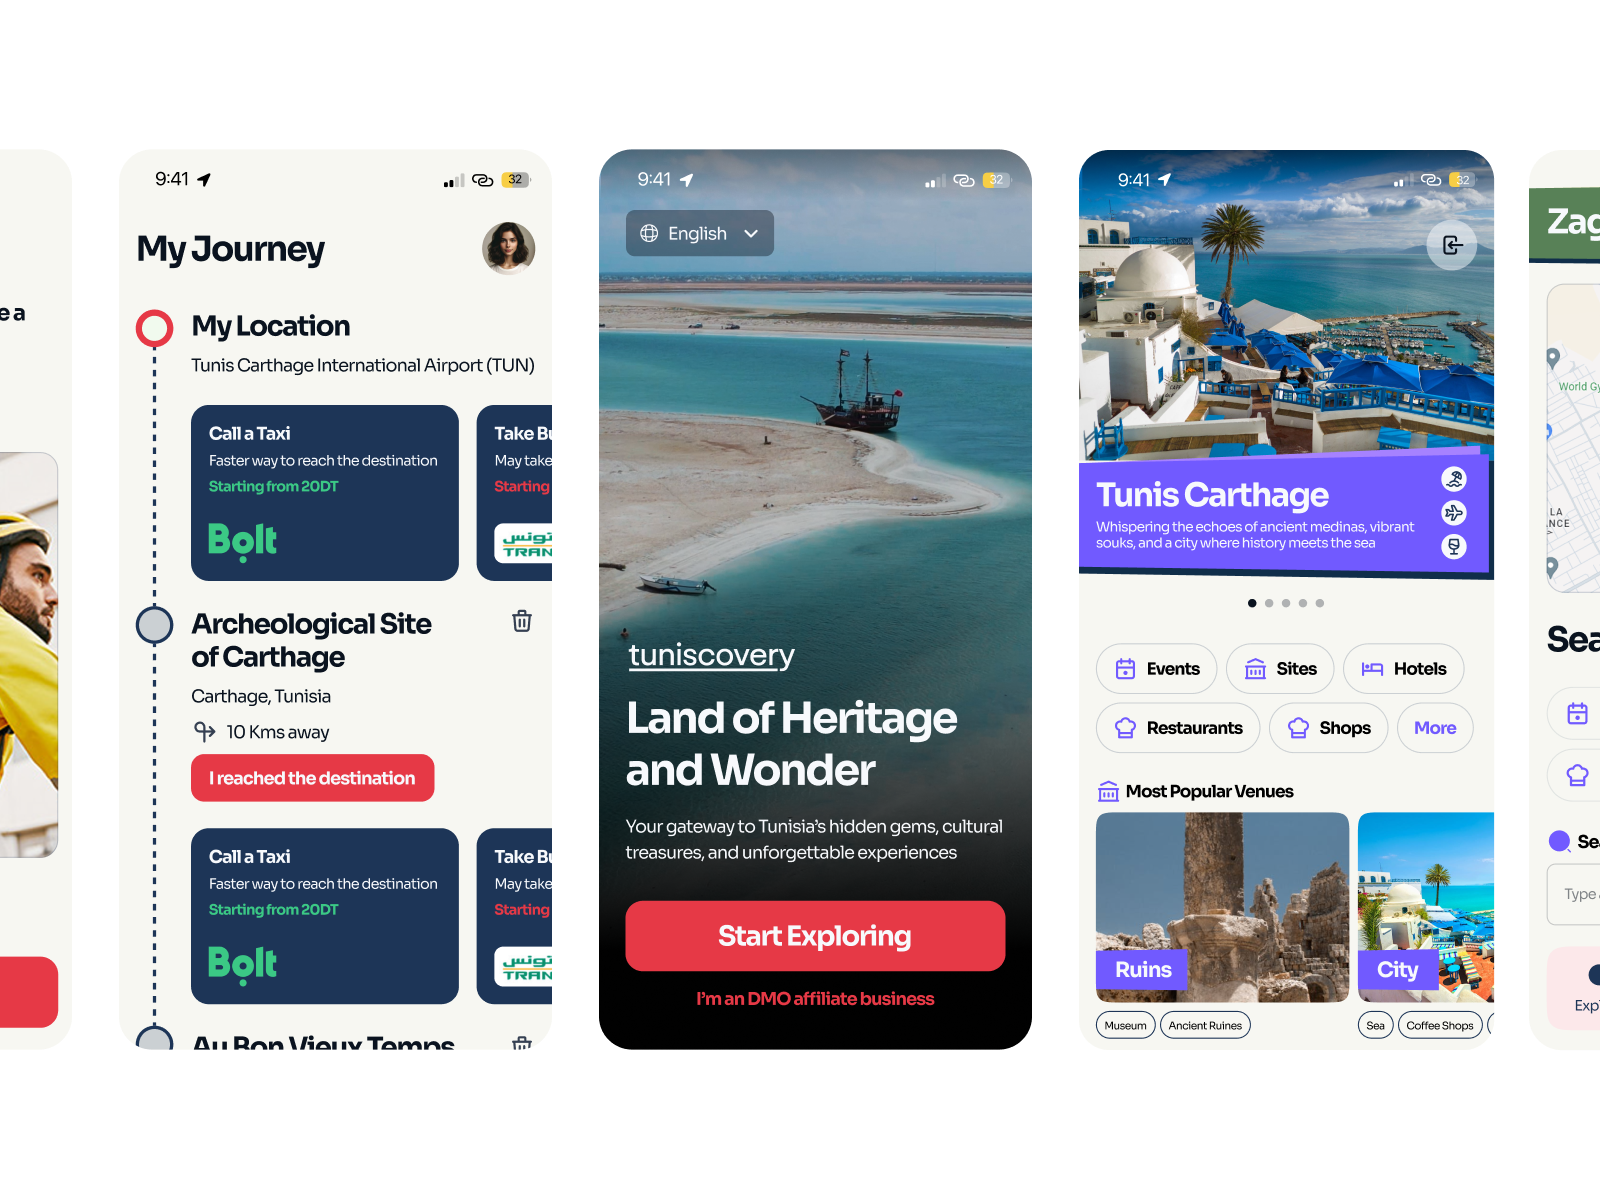 e a
9:41
32
My Journey
My Location
Tunis Carthage International Airport (TUN)
Call a Taxi
Faster way to reach the destination
Starting from 20DT
Bolt
Take Bu
May take
Starting
تونس
TRAN
Archeological Site
of Carthage
Carthage, Tunisia
10 Kms away
I reached the destination
Call a Taxi
Faster way to reach the destination
Starting from 20DT
Bolt
Take Bu
May take
Starting
تونس
TRAN
Au Bon Vieux Temps
9:41
32
English
tuniscovery
Land of Heritage
and Wonder
Your gateway to Tunisia's hidden gems, cultural
treasures, and unforgettable experiences
Start Exploring
I'm an DMO affiliate business
9:41
32
Tunis Carthage
Whispering the echoes of ancient medinas, vibrant
souks, and a city where history meets the sea
Events
Sites
Hotels
Restaurants
Shops
More
Most Popular Venues
Ruins
City
Museum
Ancient Ruines
Sea
Coffee Shops
Zag
World Gy
LA
NCE
Sea
Sea
Type a
Exp